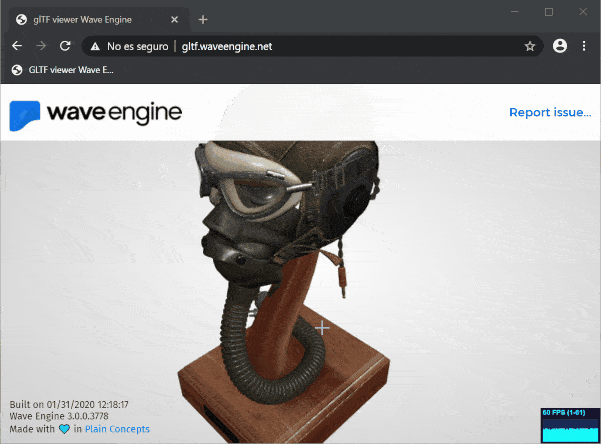 glTF viewer Wave Engine
No es seguro | gltf.waveengine.net
GLTF viewer Wave E...
wave engine
Report issue...
Built on 01/31/2020 12:18:17
Wave Engine 3.0.0.3778
Made with in Plain Concepts
60 FPS (1-61)